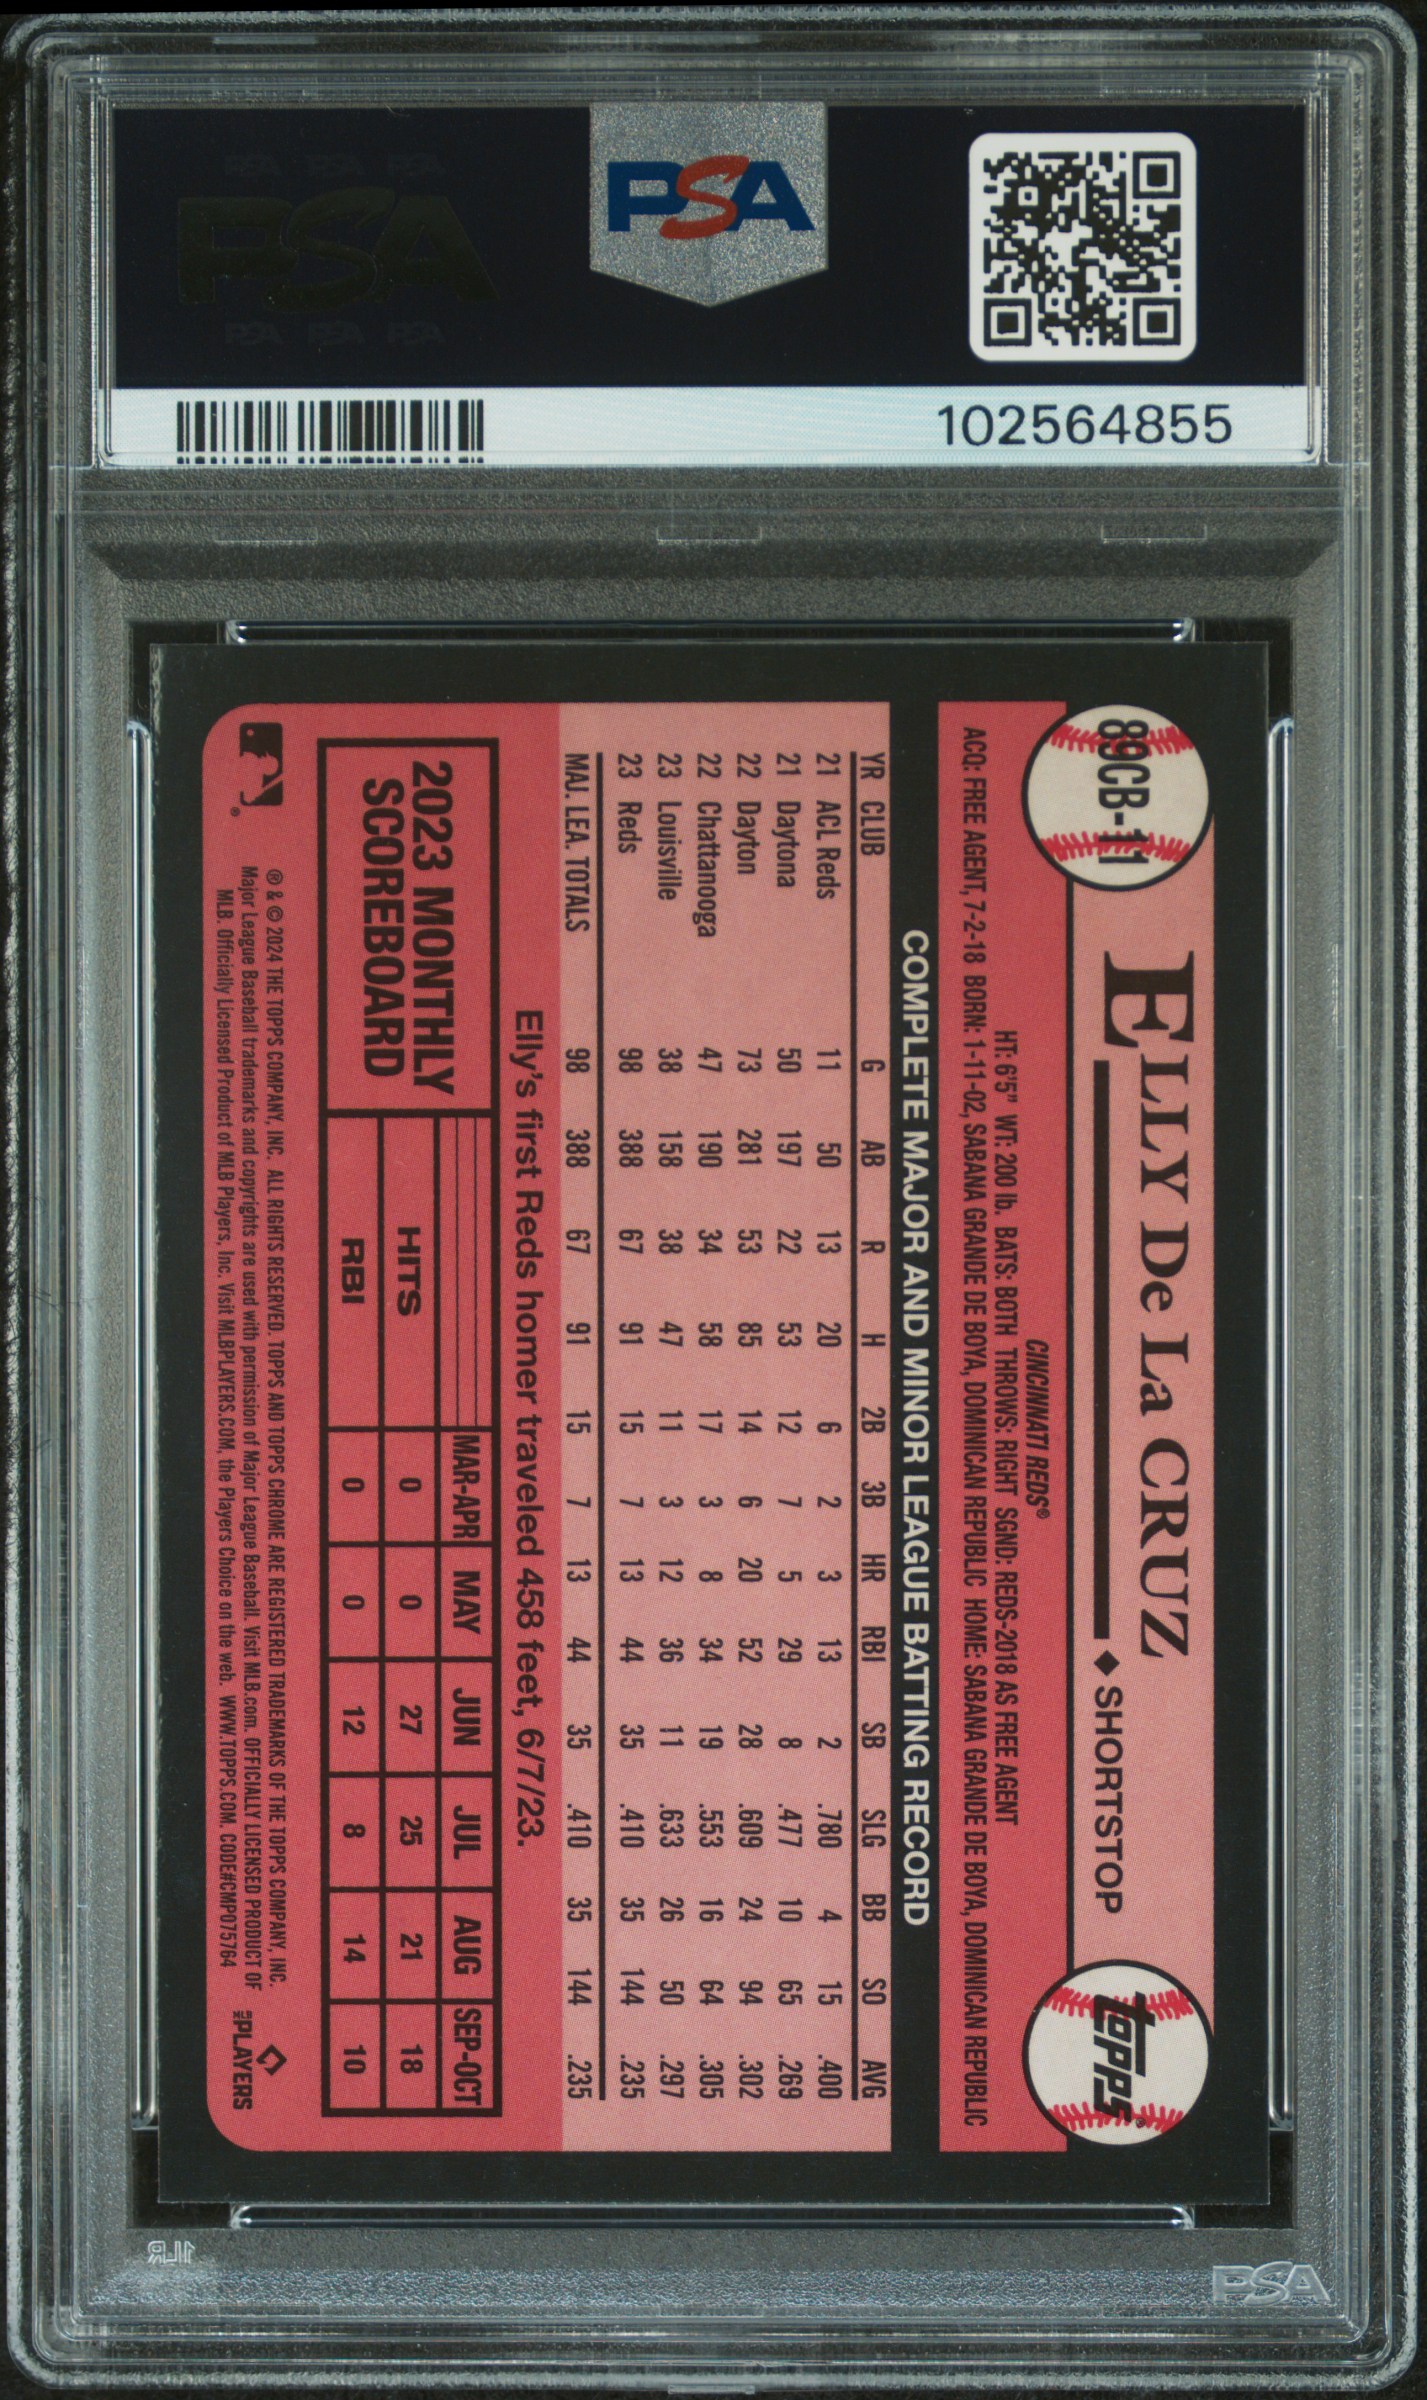 PSA PSA PSA
PSA
PSA PSA PSA
PSA
102564855
89CB-11
ELLY De La CRUZ
SHORTSTOP
topps®
CINCINNATI REDS®
HT: 6'5" WT: 200 lb. BATS: BOTH THROWS: RIGHT SGND: REDS-2018 AS FREE AGENT
ACQ: FREE AGENT, 7-2-18 BORN: 1-11-02, SABANA GRANDE DE BOYA, DOMINICAN REPUBLIC HOME: SABANA GRANDE DE BOYA, DOMINICAN REPUBLIC
COMPLETE MAJOR AND MINOR LEAGUE BATTING RECORD
YR CLUB G AB R H 2B 3B HR RBI SB SLG BB SO AVG
21 ACL Reds 11 50 13 20 6 2 3 13 2 .780 4 15 .400
21 Daytona 50 197 22 53 12 7 5 29 8 .477 10 65 .269
22 Dayton 73 281 53 85 14 6 20 52 28 .609 24 94 .302
22 Chattanooga 47 190 34 58 17 3 8 34 19 .553 16 64 .305
23 Louisville 38 158 38 47 11 3 12 36 11 .633 26 50 .297
23 Reds 98 388 67 91 15 7 13 44 35 .410 35 144 .235
MAJ. LEA. TOTALS 98 388 67 91 15 7 13 44 35 .410 35 144 .235
Elly's first Reds homer traveled 458 feet, 6/7/23.
2023 MONTHLY
SCOREBOARD
MAR-APR MAY JUN JUL AUG SEP-OCT
HITS 0 0 27 25 21 18
RBI 0 0 12 8 14 10
® & © 2024 THE TOPPS COMPANY, INC. ALL RIGHTS RESERVED. TOPPS AND TOPPS CHROME ARE REGISTERED TRADEMARKS OF THE TOPPS COMPANY, INC.
Major League Baseball trademarks and copyrights are used with permission of Major League Baseball. Visit MLB.com. OFFICIALLY LICENSED PRODUCT OF
MLB. Officially Licensed Product of MLB Players, Inc. Visit MLBPLAYERS.COM, the Players Choice on the web. WWW.TOPPS.COM. CODE#CMP075764
MLB PLAYERS
PSA